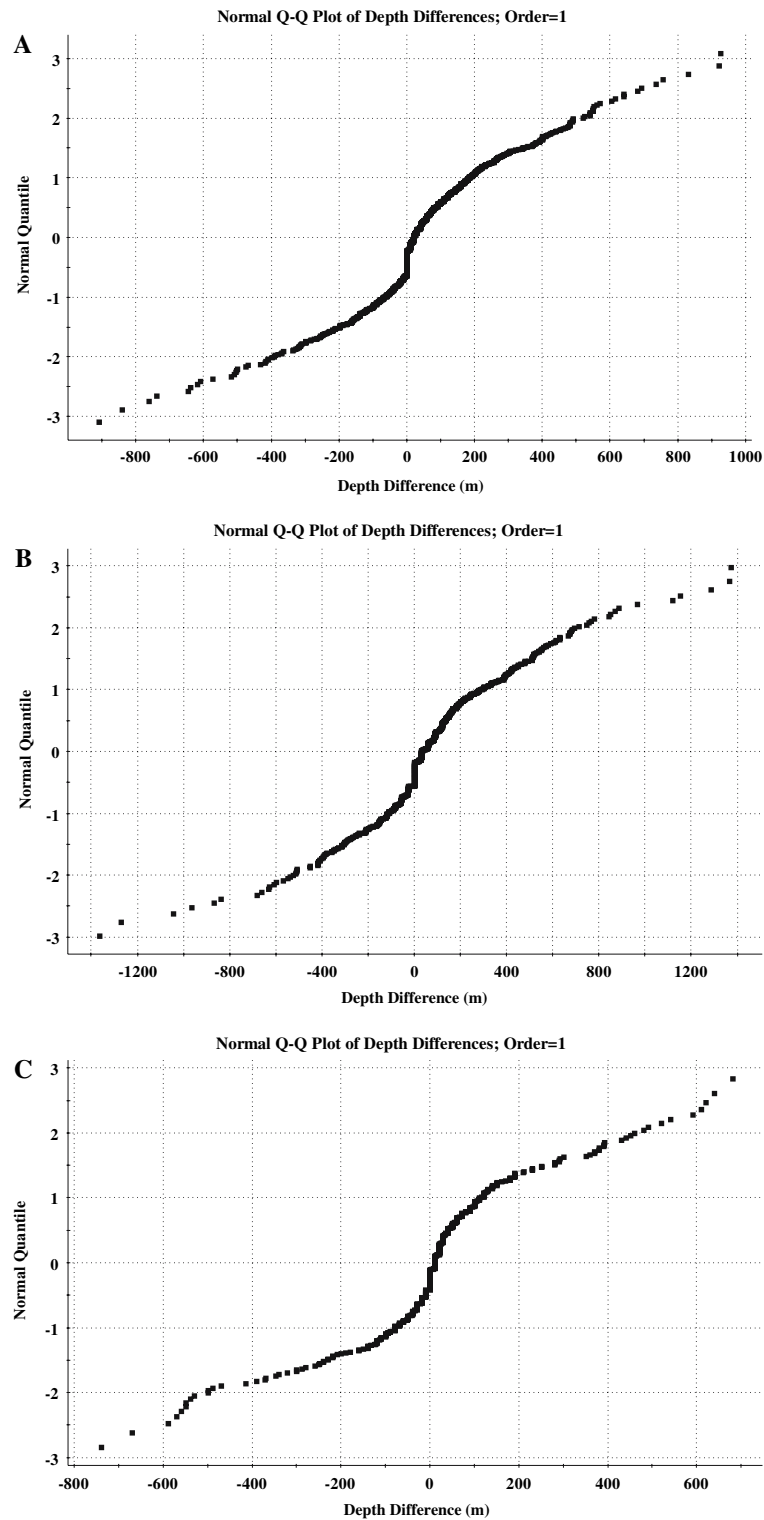 Normal Q-Q Plot of Depth Differences; Order=1
A
3
2
1
0
-1
-2
-3
Normal Quantile
-800 -600 -400 -200 0 200 400 600 800 1000
Depth Difference (m)
Normal Q-Q Plot of Depth Differences; Order=1
B
3
2
1
0
-1
-2
-3
Normal Quantile
-1200 -800 -400 0 400 800 1200
Depth Difference (m)
Normal Q-Q Plot of Depth Differences; Order=1
C
3
2
1
0
-1
-2
-3
Normal Quantile
-800 -600 -400 -200 0 200 400 600
Depth Difference (m)